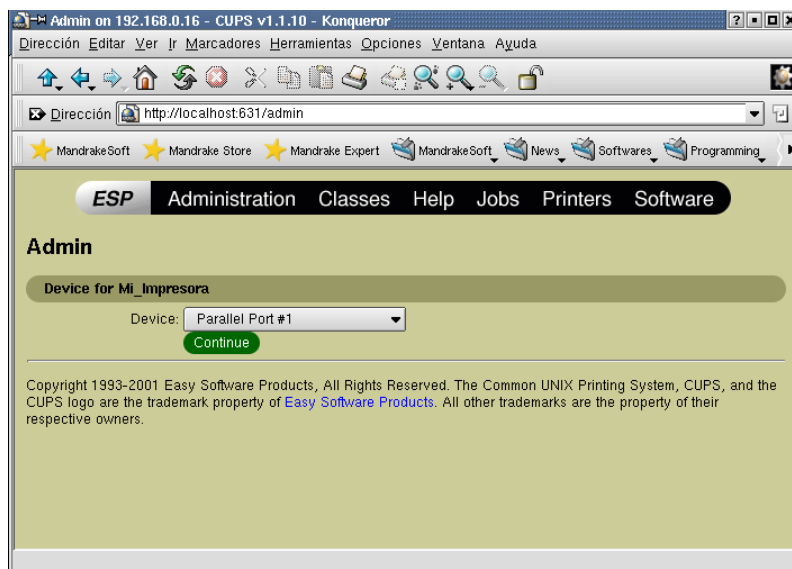 Admin on 192.168.0.16 - CUPS v1.1.10 - Konqueror
Dirección Editar Ver Ir Marcadores Herramientas Opciones Ventana Ayuda
Dirección http://localhost:631/admin
MandrakeSoft Mandrake Store Mandrake Expert MandrakeSoft News Softwares Programming
ESP Administration Classes Help Jobs Printers Software
Admin
Device for Mi_Impresora
Device: Parallel Port #1
Continue
Copyright 1993-2001 Easy Software Products, All Rights Reserved. The Common UNIX Printing System, CUPS, and the
CUPS logo are the trademark property of Easy Software Products. All other trademarks are the property of their
respective owners.